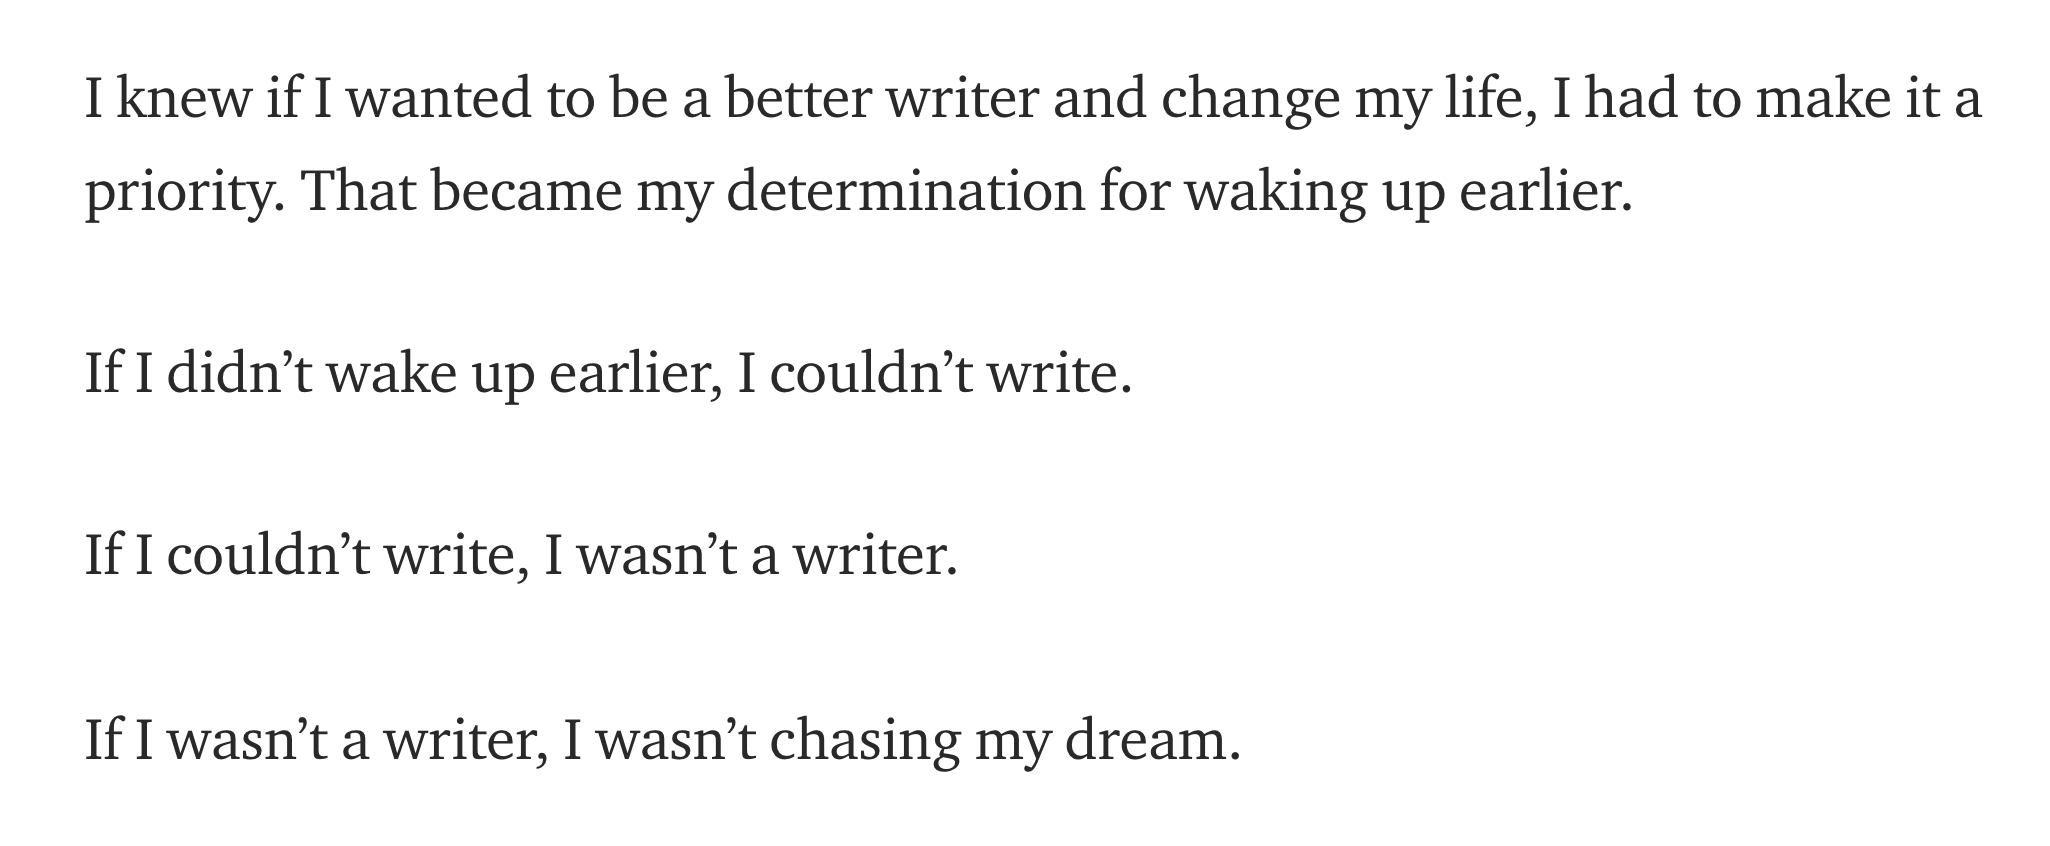 I knew if I wanted to be a better writer and change my life, I had to make it a
priority. That became my determination for waking up earlier.
If I didn’t wake up earlier, I couldn’t write.
If I couldn’t write, I wasn’t a writer.
If I wasn’t a writer, I wasn’t chasing my dream.